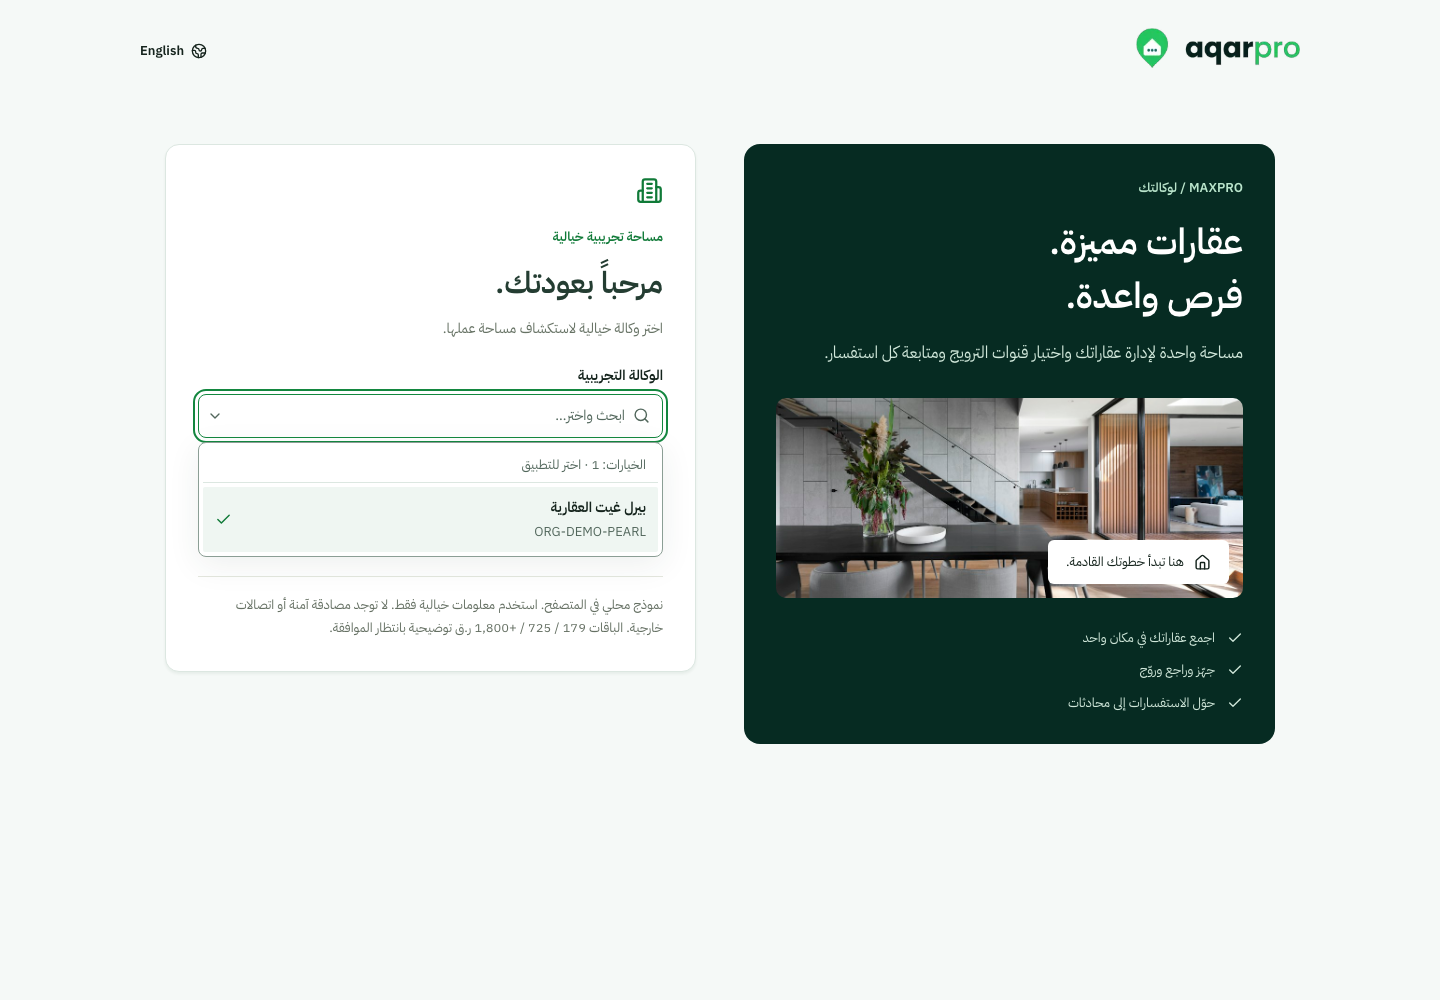 aqarpro
English
MAXPRO / لوكالتك
عقارات مميزة.
فرص واعدة.
مساحة واحدة لإدارة عقاراتك واختيار قنوات الترويج ومتابعة كل استفسار.
هنا تبدأ خطوتك القادمة.
اجمع عقاراتك في مكان واحد
جهّز وراجع وروّج
حوّل الاستفسارات إلى محادثات
مساحة تجريبية خيالية
مرحباً بعودتك.
اختر وكالة خيالية لاستكشاف مساحة عملها.
الوكالة التجريبية
ابحث واختر...
الخيارات: 1 · اختر للتطبيق
بيرل غيت العقارية
ORG-DEMO-PEARL
نموذج محلي في المتصفح. استخدم معلومات خيالية فقط. لا توجد مصادقة آمنة أو اتصالات
خارجية. الباقات 179 / 725 / +1,800 ر.ق توضيحية بانتظار الموافقة.